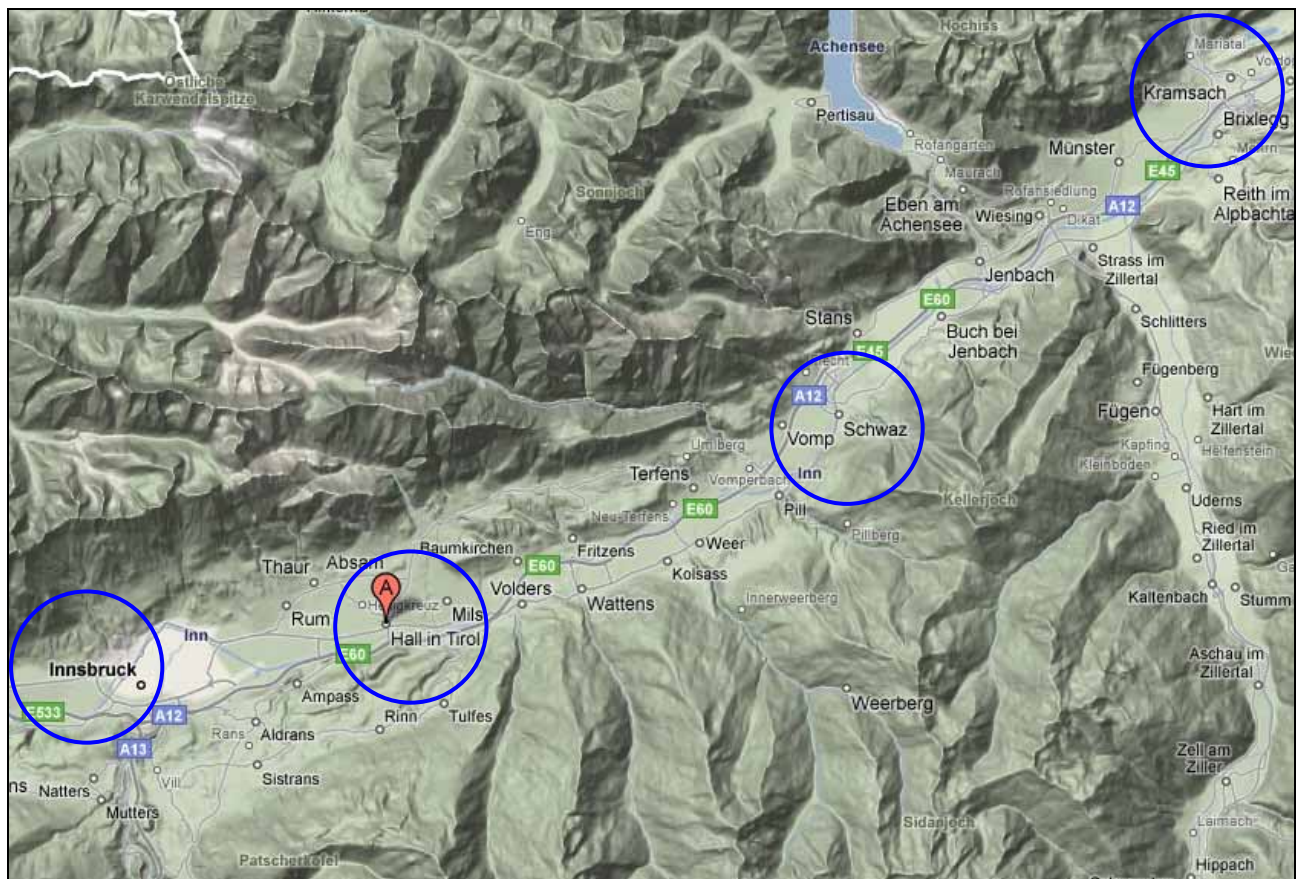 Hochiss
Mariatal
Achensee
Östliche
Karwendelspitze
Kramsach
Pertisau
Brixlegg
Rofangarten
Münster
Maurach
E45
Sonnjoch
Rofansiedlung
Reith im
Eben am
Achensee
Wiesing
A12
Dikat
Eng
Strass im
Zillertal
Jenbach
E60
Stans
Buch bei
Jenbach
Schlitters
E45
Fügenberg
A12
Fügen
Hart im
Zillertal
Vomp
Schwaz
Kapfing
Helfenstein
Umlberg
Kleinboden
Terfens
Vomperbach
Inn
Kellerjoch
Uderns
Neu-Terfens
E60
Pill
Pillberg
Ried im
Zillertal
Baumkirchen
Fritzens
Weer
Absam
Thaur
E60
Kolsass
Kaltenbach
Stumm
A
Volders
Wattens
Innerweerberg
Rum
Mils
Inn
Hall in Tirol
E60
Innsbruck
Aschau im
Zillertal
Ampass
Weerberg
E533
A12
Rinn
Tulfes
Rans
Aldrans
A13
Zell am
Ziller
Natters
Vill
Sistrans
Mutters
Sidanjoch
Laimach
Patscherkofel
Hippach